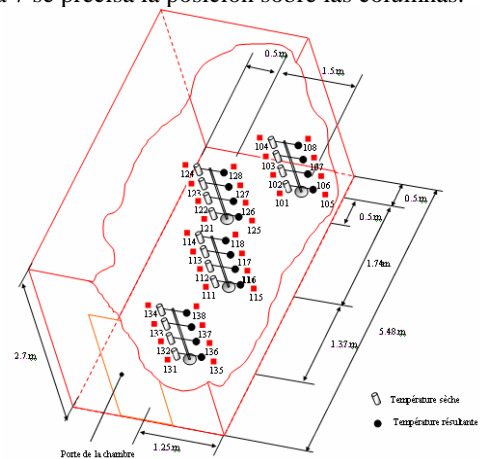 a 7 se precisa la posición sobre las columnas.
0.5m
1.5m
104
108
103
107
102
106
101
105
124
128
123
127
122
126
121
125
0.5m
0.5m
114
118
113
117
112
116
111
115
1.74m
5.48m
134
138
133
137
132
136
131
135
1.37m
2.7m
Température sèche
Température résultante
1.25m
Porte de la chambre